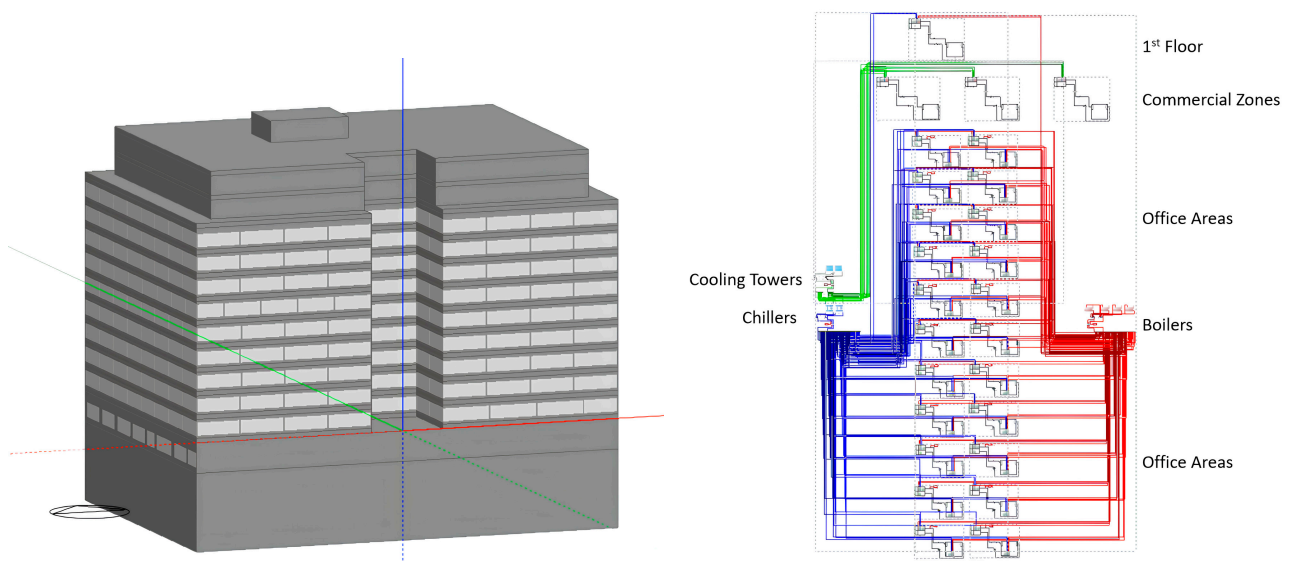 1st Floor
Commercial Zones
Office Areas
Cooling Towers
Chillers
Boilers
Office Areas